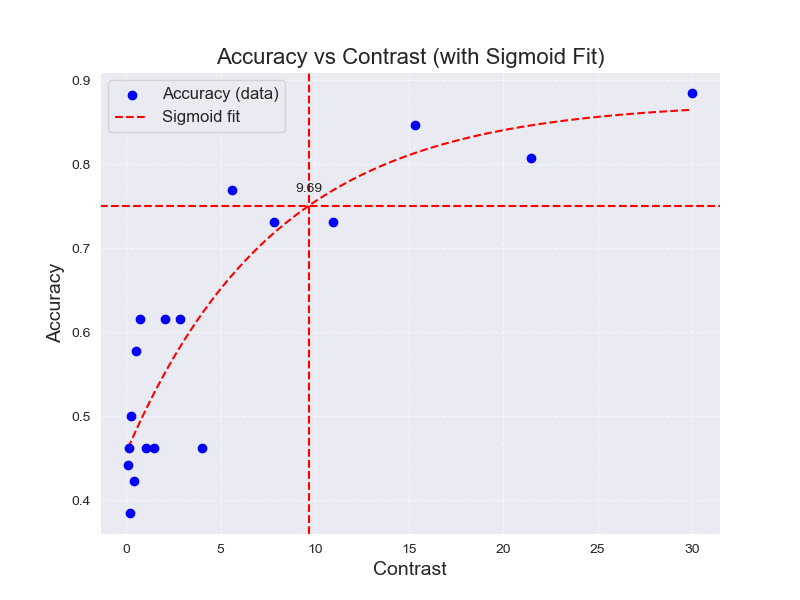 Accuracy vs Contrast (with Sigmoid Fit)
Accuracy (data)
Sigmoid fit
9.69
0.9
0.8
0.7
0.6
0.5
0.4
Accuracy
0
5
10
15
20
25
30
Contrast